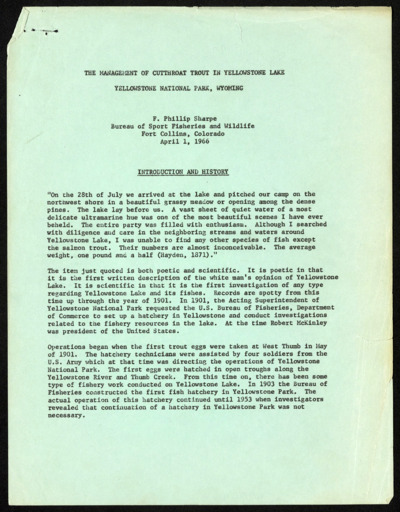 THE MANAGEMENT OF CUTTHROAT TROUT IN YELLOWSTONE LAKE
YELLOWSTONE NATIONAL PARK, WYOMING
F. Phillip Sharpe
Bureau of Sport Fisheries and Wildlife
Fort Collins, Colorado
April 1, 1966
INTRODUCTION AND HISTORY
"On the 28th of July we arrived at the lake and pitched our camp on the
northwest shore in a beautiful grassy meadow or opening among the dense
pines. The lake lay before us. A vast sheet of quiet water of a most
delicate ultramarine hue was one of the most beautiful scenes I have ever
beheld. The entire party was filled with enthusiasm. Although I searched
with diligence and care in the neighboring streams and waters around
Yellowstone Lake, I was unable to find any other species of fish except
the salmon trout. Their numbers are almost inconceivable. The average
weight, one pound and a half (Hayden, 1871)."
The item just quoted is both poetic and scientific. It is poetic in that
it is the first written description of the white man's opinion of Yellowstone
Lake. It is scientific in that it is the first investigation of any type
regarding Yellowstone Lake and its fishes. Records are spotty from this
time up through the year of 1901. In 1901, the Acting Superintendent of
Yellowstone National Park requested the U.S. Bureau of Fisheries, Department
of Commerce to set up a hatchery in Yellowstone and conduct investigations
related to the fishery resources in the lake. At the time Robert McKinley
was president of the United States.
Operations began when the first trout eggs were taken at West Thumb in May
of 1901. The hatchery technicians were assisted by four soldiers from the
U.S. Army which at that time was directing the operations of Yellowstone
National Park. The first eggs were hatched in open troughs along the
Yellowstone River and Thumb Creek. From this time on, there has been some
type of fishery work conducted on Yellowstone Lake. In 1903 the Bureau of
Fisheries constructed the first fish hatchery in Yellowstone Park. The
actual operation of this hatchery continued until 1953 when investigators
revealed that continuation of a hatchery in Yellowstone Park was not
necessary.